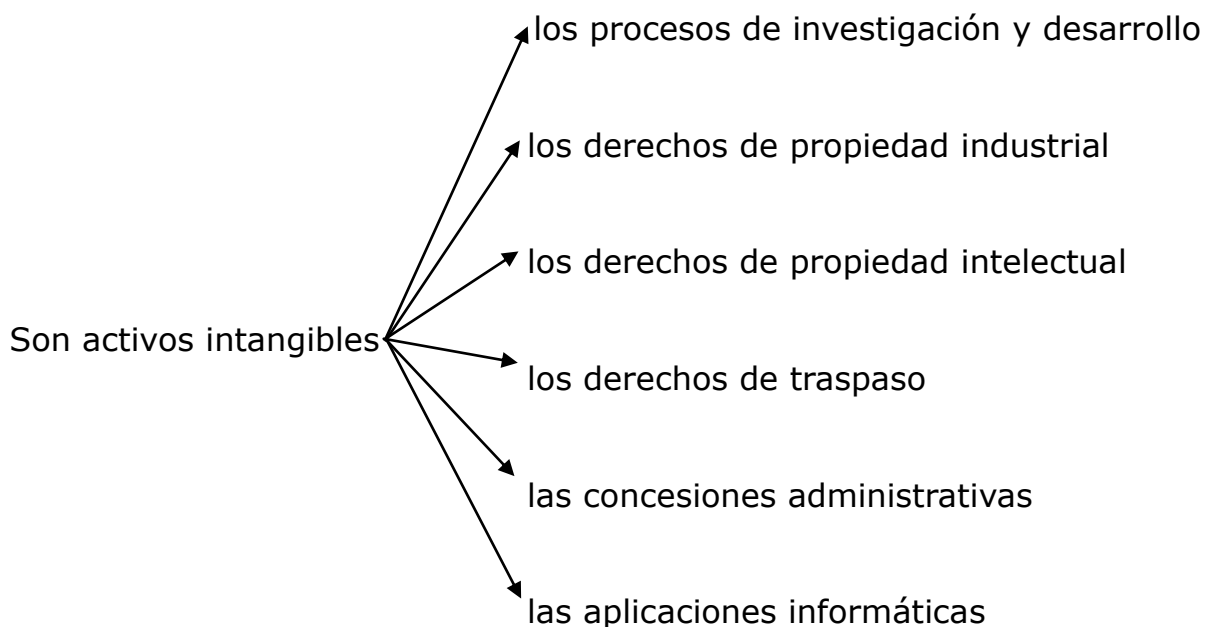 los procesos de investigación y desarrollo
los derechos de propiedad industrial
los derechos de propiedad intelectual
Son activos intangibles
los derechos de traspaso
las concesiones administrativas
las aplicaciones informáticas